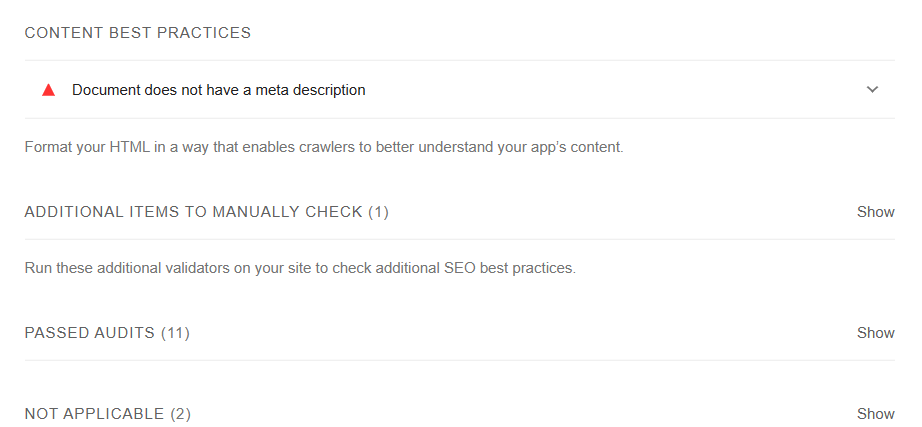 CONTENT BEST PRACTICES
Document does not have a meta description
Format your HTML in a way that enables crawlers to better understand your app’s content.
ADDITIONAL ITEMS TO MANUALLY CHECK (1) Show
Run these additional validators on your site to check additional SEO best practices.
PASSED AUDITS (11) Show
NOT APPLICABLE (2) Show